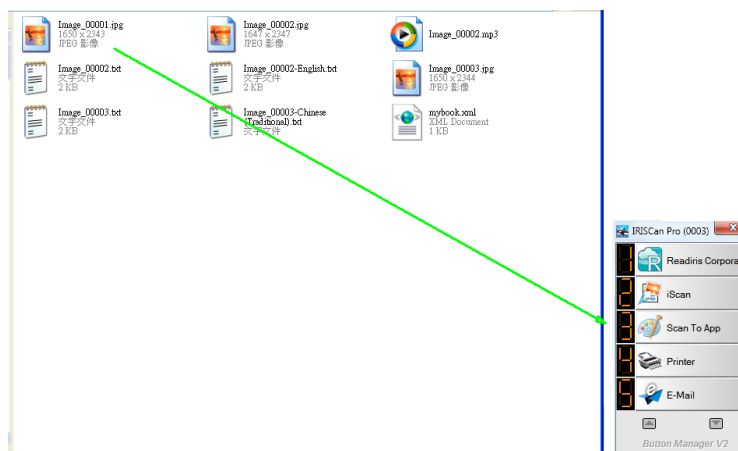 Image_00001.jpg
1650 x 2343
JPEG 影像
Image_00002.jpg
1647 x 2347
JPEG 影像
Image_00002.mp3
Image_00002.txt
文字文件
2 KB
Image_00002-English.txt
文字文件
2 KB
Image_00003.jpg
1650 x 2344
JPEG 影像
Image_00003.txt
文字文件
2 KB
Image_00003-Chinese
(Traditional).txt
文字文件
mybook.xml
XML Document
1 KB
IRISCan Pro (0003)
1 Readiris Corpora
2 iScan
3 Scan To App
4 Printer
5 E-Mail
Button Manager V2